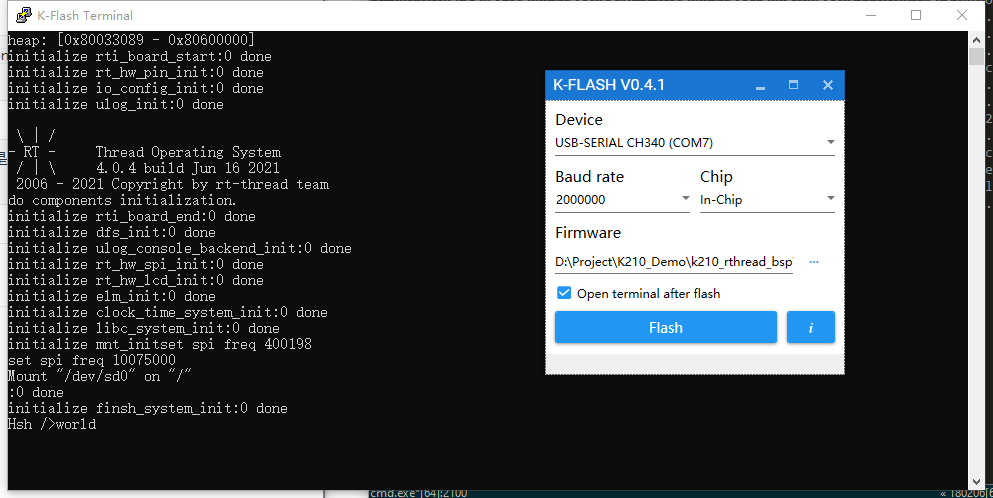 K-Flash Terminal
heap: [0x80033089 - 0x80600000]
initialize rti_board_start:0 done
initialize rt_hw_pin_init:0 done
initialize io_config_init:0 done
initialize ulog_init:0 done
\ | /
- RT -     Thread Operating System
/ | \     4.0.4 build Jun 16 2021
2006 - 2021 Copyright by rt-thread team
do components initialization.
initialize rti_board_end:0 done
initialize dfs_init:0 done
initialize ulog_console_backend_init:0 done
initialize rt_hw_spi_init:0 done
initialize rt_hw_lcd_init:0 done
initialize elm_init:0 done
initialize clock_time_system_init:0 done
initialize libc_system_init:0 done
initialize mnt_initset spi freq 400198
set spi freq 10075000
Mount "/dev/sd0" on "/"
:0 done
initialize finsh_system_init:0 done
Hsh />world
K-FLASH V0.4.1
Device
USB-SERIAL CH340 (COM7)
Baud rate
Chip
2000000
In-Chip
Firmware
D:\Project\K210_Demo\k210_rthread_bsp
...
Open terminal after flash
Flash
i
cmd.exe*[64]:2100
« 180206[6